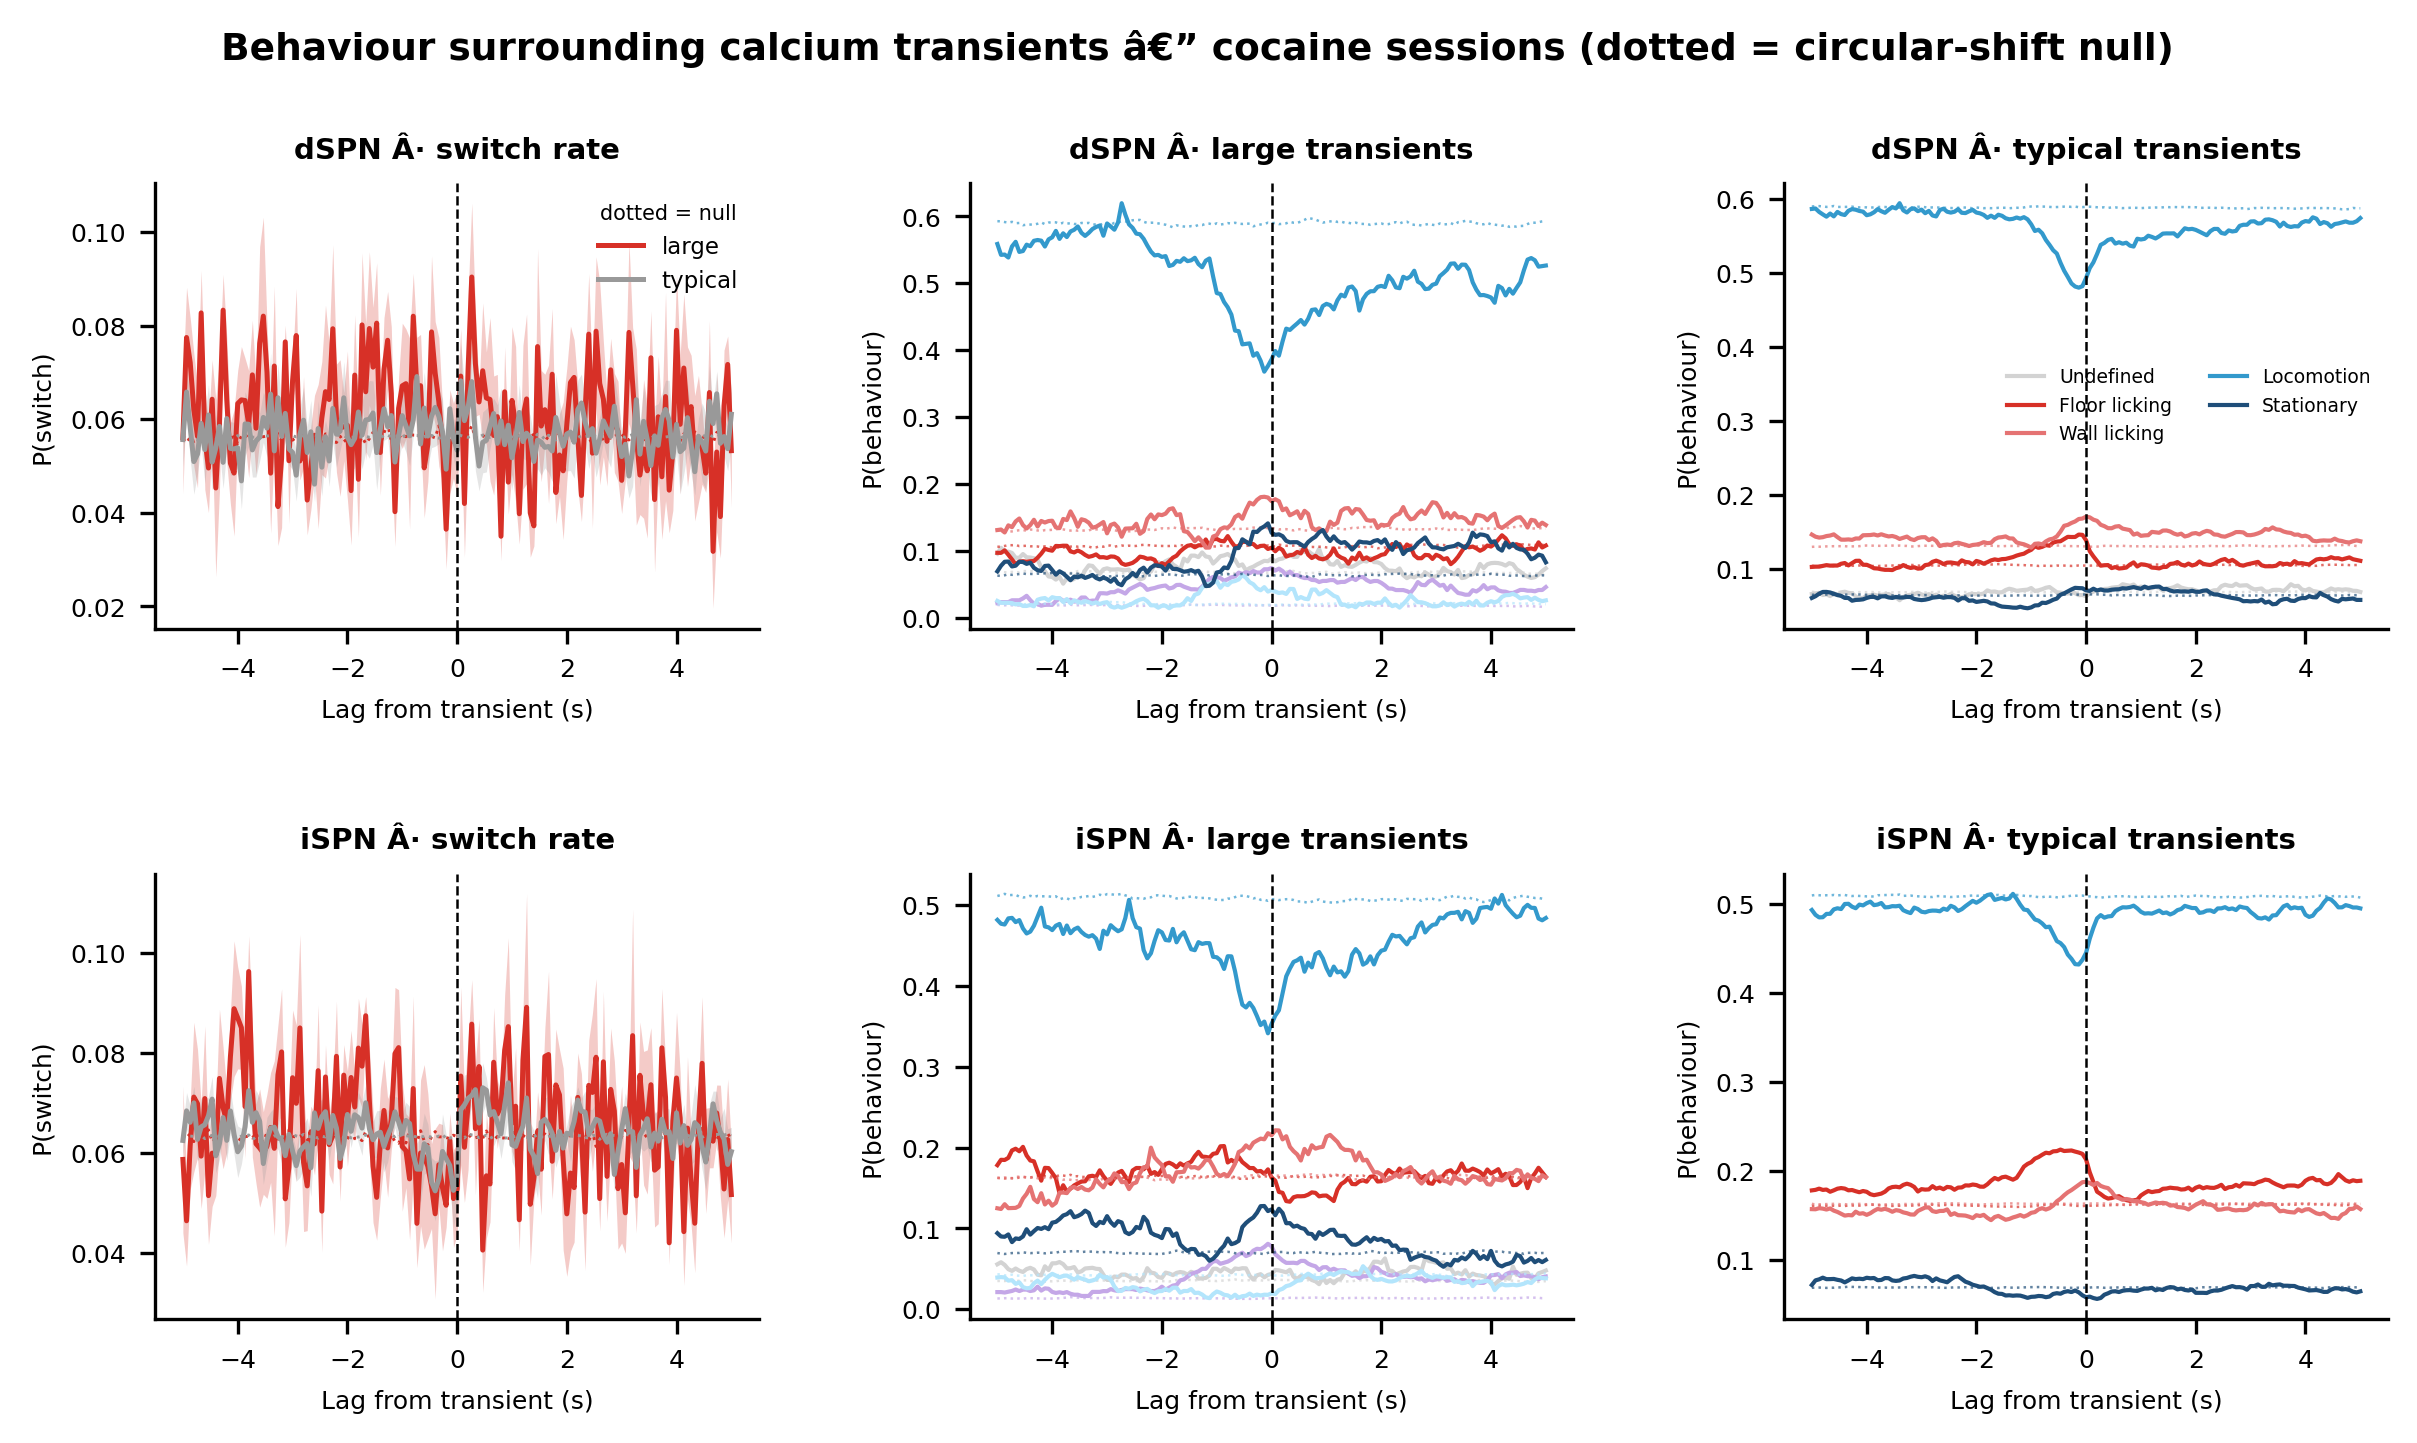 Behaviour surrounding calcium transients â€” cocaine sessions (dotted = circular-shift null)
dSPN Â· switch rate
dSPN Â· large transients
dSPN Â· typical transients
P(switch)
0.10
0.08
0.06
0.04
0.02
dotted = null
large
typical
−4
−2
0
2
4
Lag from transient (s)
P(behaviour)
0.6
0.5
0.4
0.3
0.2
0.1
0.0
−4
−2
0
2
4
Lag from transient (s)
P(behaviour)
0.6
0.5
0.4
0.3
0.2
0.1
Undefined
Floor licking
Wall licking
Locomotion
Stationary
−4
−2
0
2
4
Lag from transient (s)
iSPN Â· switch rate
iSPN Â· large transients
iSPN Â· typical transients
P(switch)
0.10
0.08
0.06
0.04
−4
−2
0
2
4
Lag from transient (s)
P(behaviour)
0.5
0.4
0.3
0.2
0.1
0.0
−4
−2
0
2
4
Lag from transient (s)
P(behaviour)
0.5
0.4
0.3
0.2
0.1
−4
−2
0
2
4
Lag from transient (s)